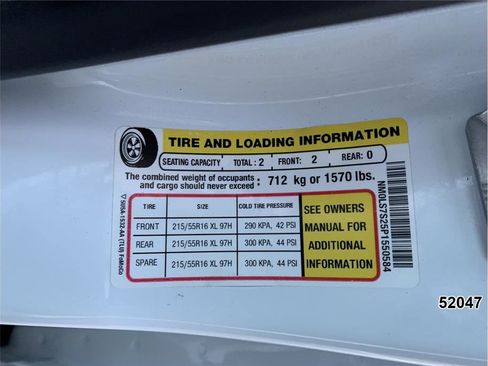 TIRE AND LOADING INFORMATION
SEATING CAPACITY TOTAL: 2 FRONT: 2 REAR: 0
The combined weight of occupants and cargo should never exceed : 712 kg or 1570 lbs.
TIRE SIZE COLD TIRE PRESSURE
FRONT 215/55R16 XL 97H 290 KPA, 42 PSI
REAR 215/55R16 XL 97H 300 KPA, 44 PSI
SPARE 215/55R16 XL 97H 300 KPA, 44 PSI
SEE OWNERS
MANUAL FOR
ADDITIONAL
INFORMATION
NM0LS7S25P1550584
(TLU) FoMoCo
52047